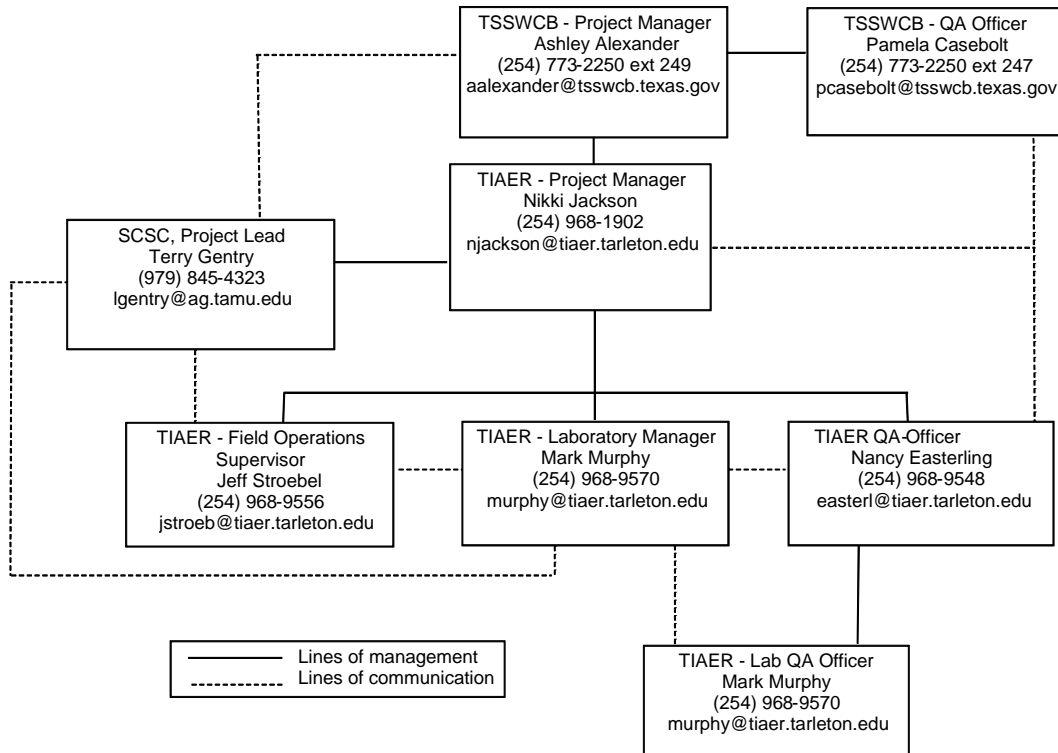 TSSWCB - Project Manager
Ashley Alexander
(254) 773-2250 ext 249
aalexander@tsswcb.texas.gov
TSSWCB - QA Officer
Pamela Casebolt
(254) 773-2250 ext 247
pcasebolt@tsswcb.texas.gov
TIAER - Project Manager
Nikki Jackson
(254) 968-1902
njackson@tiaer.tarleton.edu
SCSC, Project Lead
Terry Gentry
(979) 845-4323
lgentry@ag.tamu.edu
TIAER - Field Operations
Supervisor
Jeff Stroebel
(254) 968-9556
jstroeb@tiaer.tarleton.edu
TIAER - Laboratory Manager
Mark Murphy
(254) 968-9570
murphy@tiaer.tarleton.edu
TIAER QA-Officer
Nancy Easterling
(254) 968-9548
easterl@tiaer.tarleton.edu
Lines of management
Lines of communication
TIAER - Lab QA Officer
Mark Murphy
(254) 968-9570
murphy@tiaer.tarleton.edu